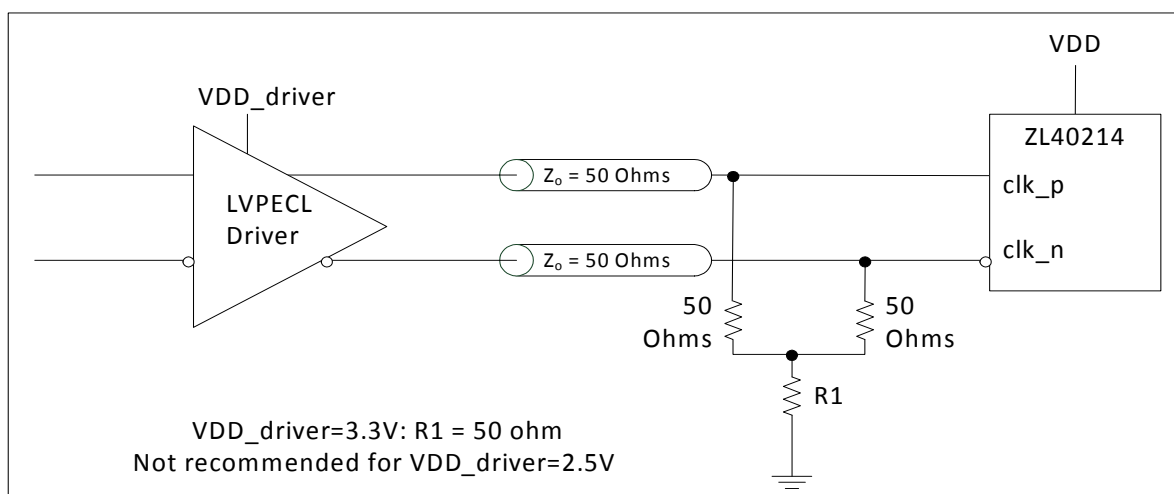 VDD
VDD_driver
ZL40214
Zo = 50 Ohms
clk_p
LVPECL
Driver
Zo = 50 Ohms
clk_n
50
Ohms
50
Ohms
R1
VDD_driver=3.3V: R1 = 50 ohm
Not recommended for VDD_driver=2.5V